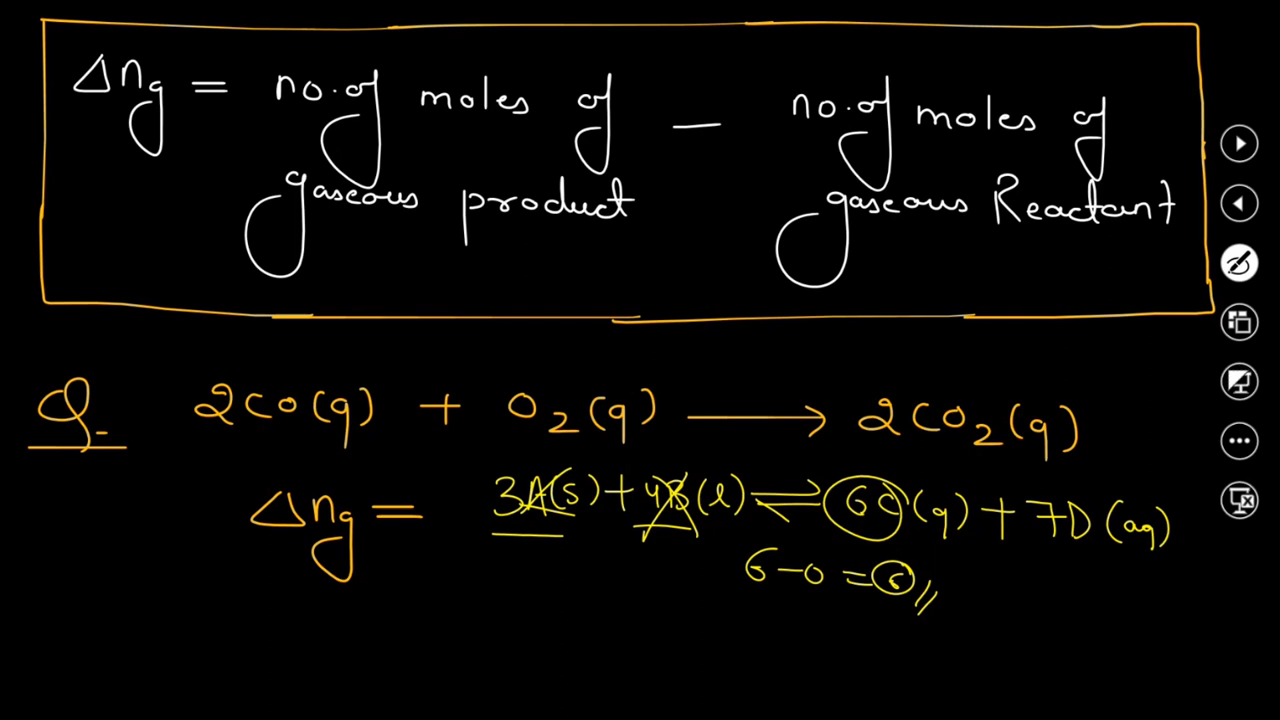 Δng = no.of moles of gaseous product — no.of moles of gaseous Reactant
Q. 2CO(g) + O2(g) ⟶ 2CO2(g)
Δng =
3A(s) + 4B(l) ⇌ 6C(g) + 7D(aq)
6-0 = 6//